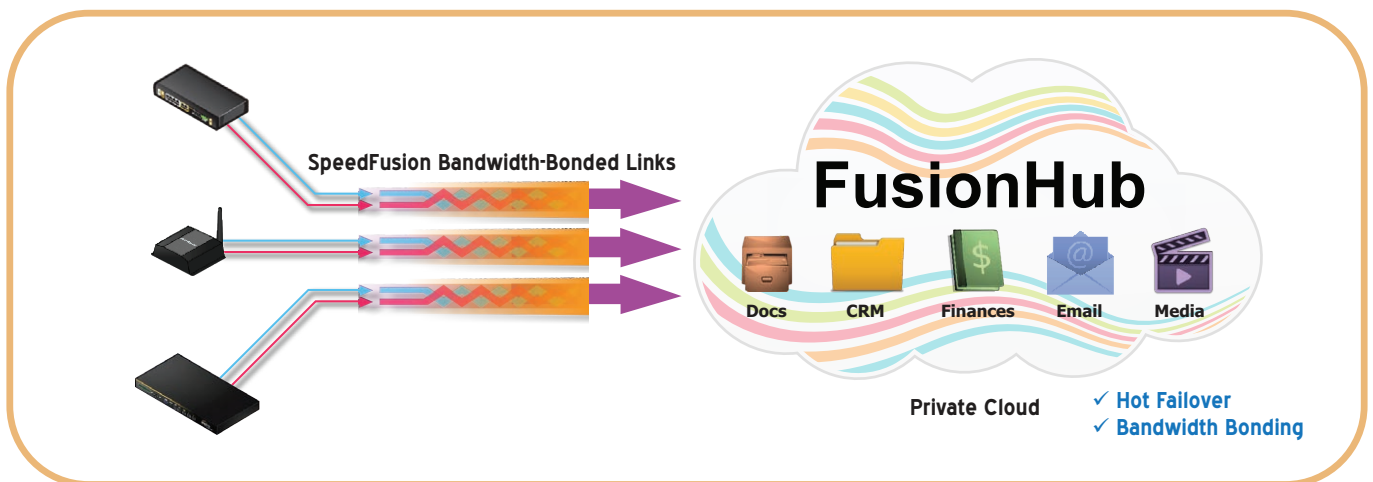 SpeedFusion Bandwidth-Bonded Links
FusionHub
Docs
CRM
Finances
Email
Media
Private Cloud
✓ Hot Failover
✓ Bandwidth Bonding